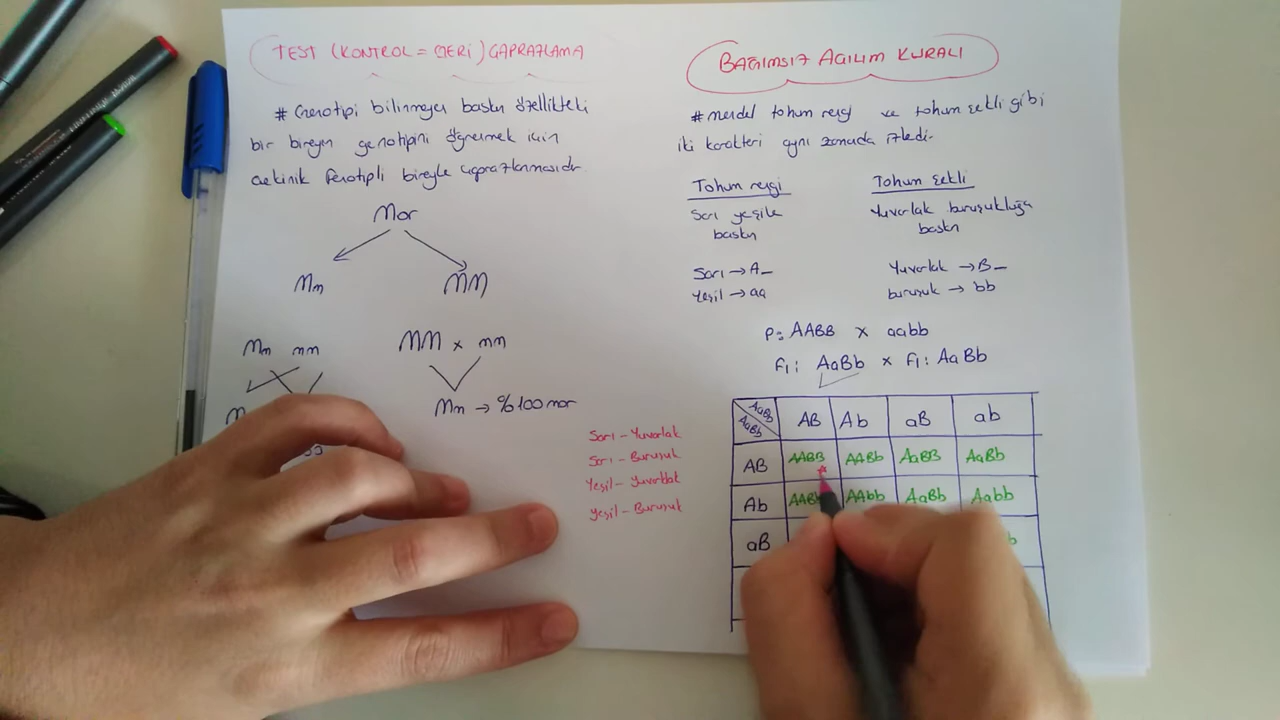 TEST (KONTROL = GERİ) ÇAPRAZLAMA
# Genotipi bilinmeyen baskın özellikteki
bir bireyin genotipini öğrenmek için
çekinik fenotipli bireyle çaprazlanmasıdır
Mor
Mm MM
Mm mm
MM x mm
Mm → %100 mor
BAĞIMSIZ AÇILIM KURALI
# mendel tohum rengi ve tohum şekli gibi
iki karakteri aynı zamanda izledi.
Tohum rengi
Sarı yeşile
baskın
Sarı → A_
Yeşil → aa
Tohum şekli
Yuvarlak buruşukluğa
baskın
Yuvarlak → B_
buruşuk → bb
P: AABB x aabb
F1: AaBb x F1: AaBb
Sarı - Yuvarlak
Sarı - Buruşuk
Yeşil - Yuvarlak
Yeşil - Buruşuk
AaBb
AaBb
AB Ab aB ab
AB AABB AABb AaBB AaBb
Ab AABb AAbb AaBb Aabb
aB